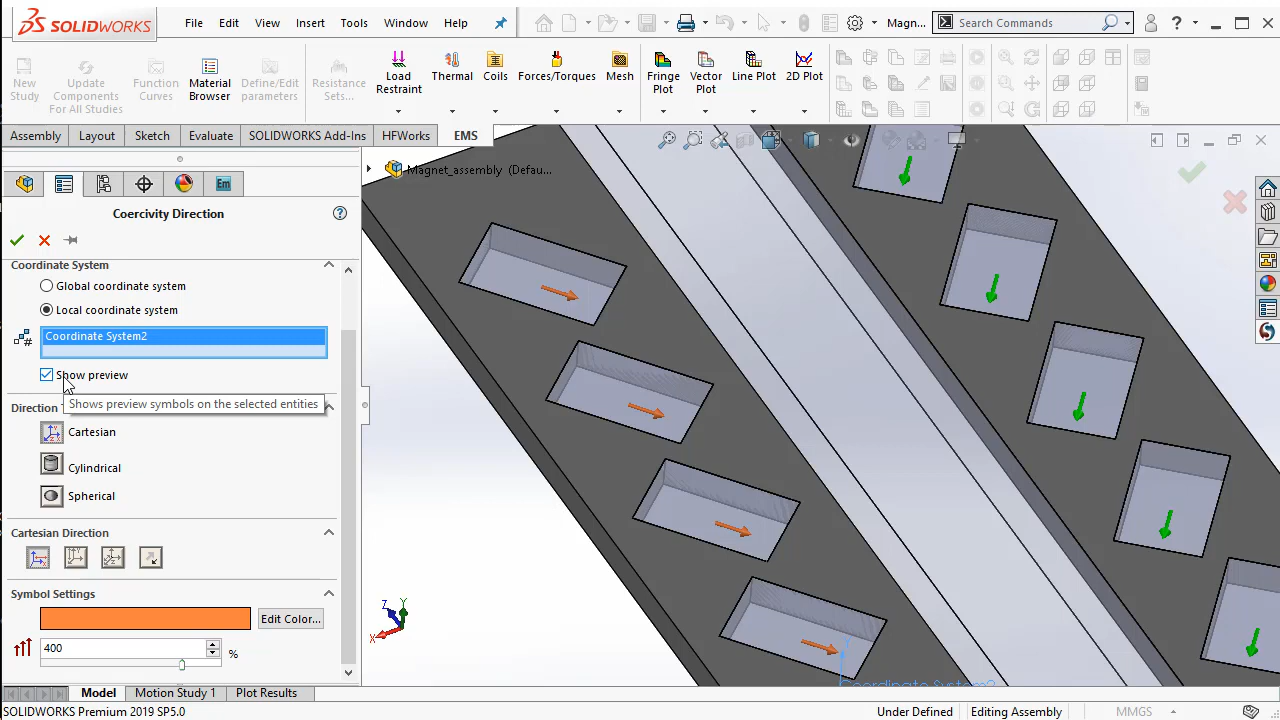 SOLIDWORKS
File Edit View Insert Tools Window Help
Magn...
Search Commands
New Study
Update Components For All Studies
Function Curves
Material Browser
Define/Edit parameters
Resistance Sets...
Load Restraint
Thermal
Coils
Forces/Torques
Mesh
Fringe Plot
Vector Plot
Line Plot
2D Plot
Assembly Layout Sketch Evaluate SOLIDWORKS Add-Ins HFWorks EMS
Magnet_assembly (Defau...
Em
Coercivity Direction
Coordinate System
Global coordinate system
Local coordinate system
Coordinate System2
Show preview
Shows preview symbols on the selected entities
Direction
Cartesian
Cylindrical
Spherical
Cartesian Direction
Symbol Settings
Edit Color...
400
%
Z Y
X
Y
Coordinate System2
Model Motion Study 1 Plot Results
SOLIDWORKS Premium 2019 SP5.0
Under Defined Editing Assembly MMGS